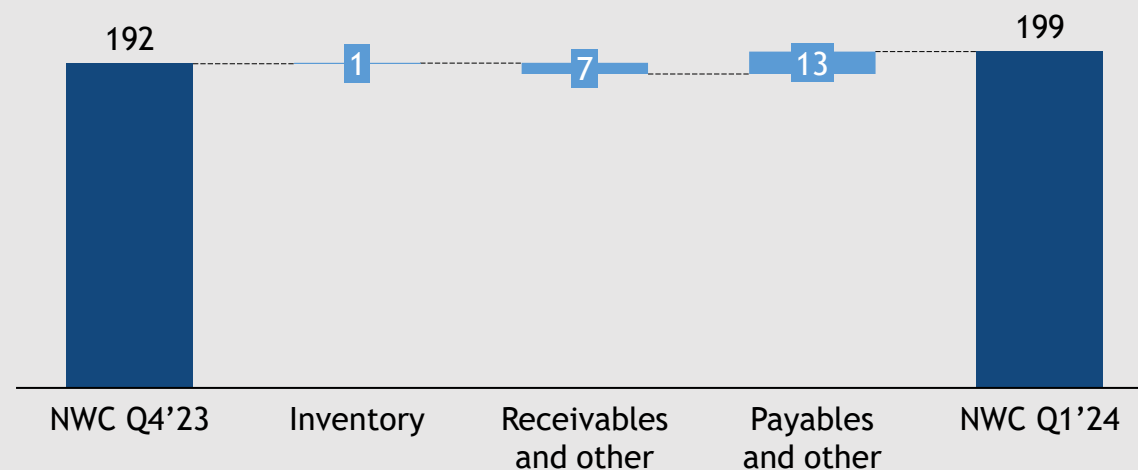 192
1
7
13
199
NWC Q4’23
Inventory
Receivables
and other
Payables
and other
NWC Q1’24